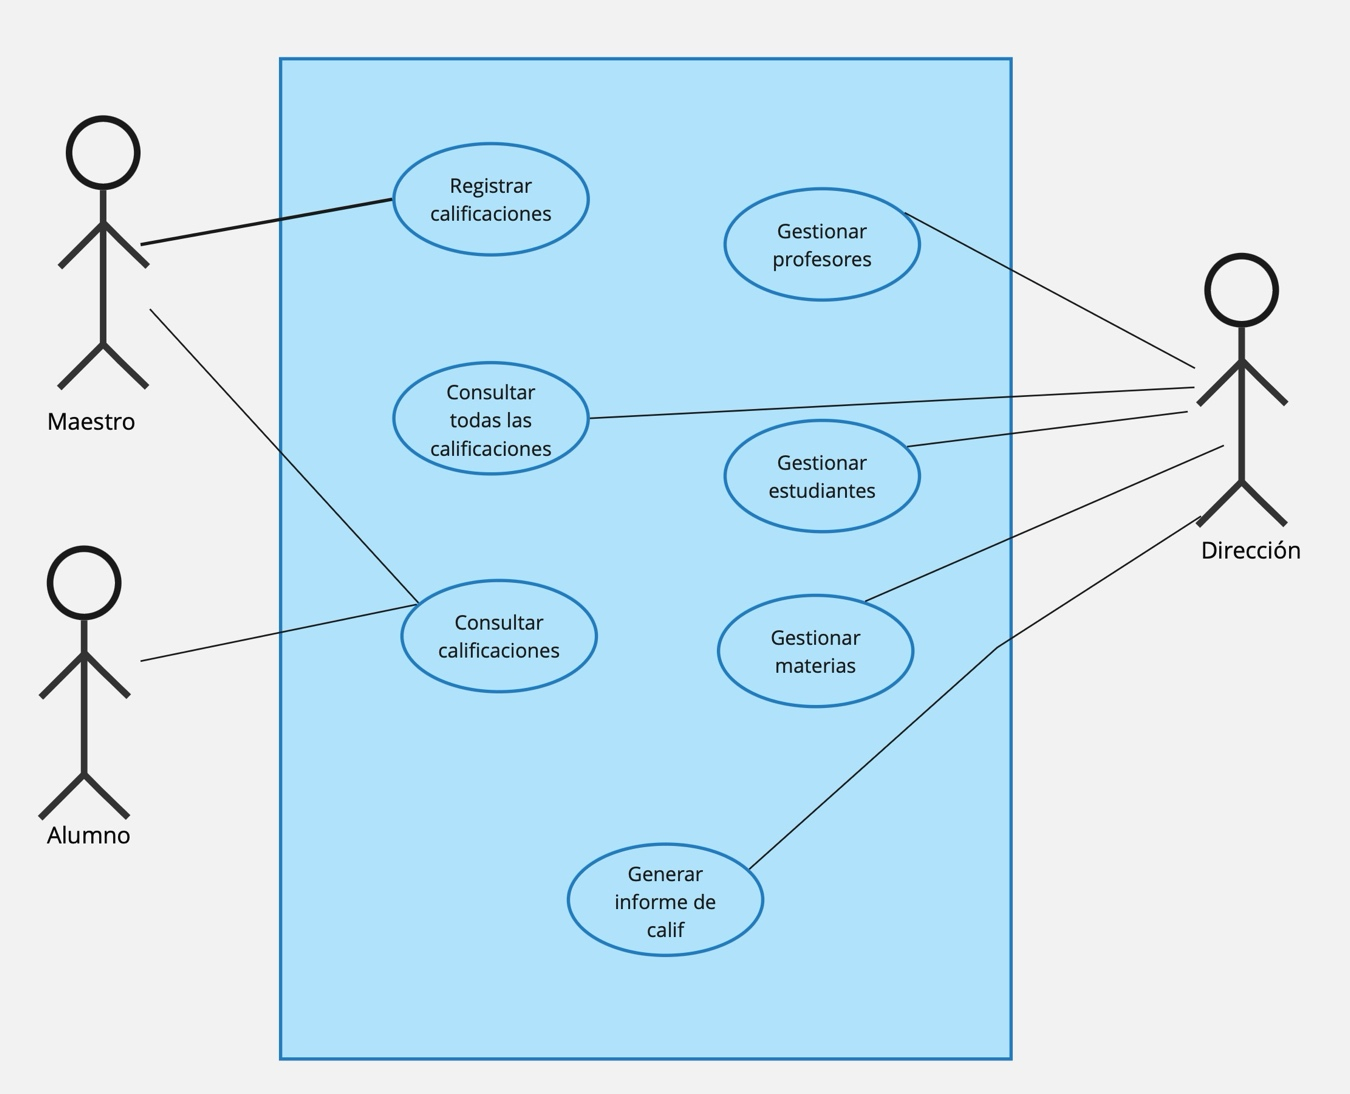 Registrar
calificaciones
Gestionar
profesores
Maestro
Consultar
todas las
calificaciones
Gestionar
estudiantes
Dirección
Consultar
calificaciones
Gestionar
materias
Alumno
Generar
informe de
calif